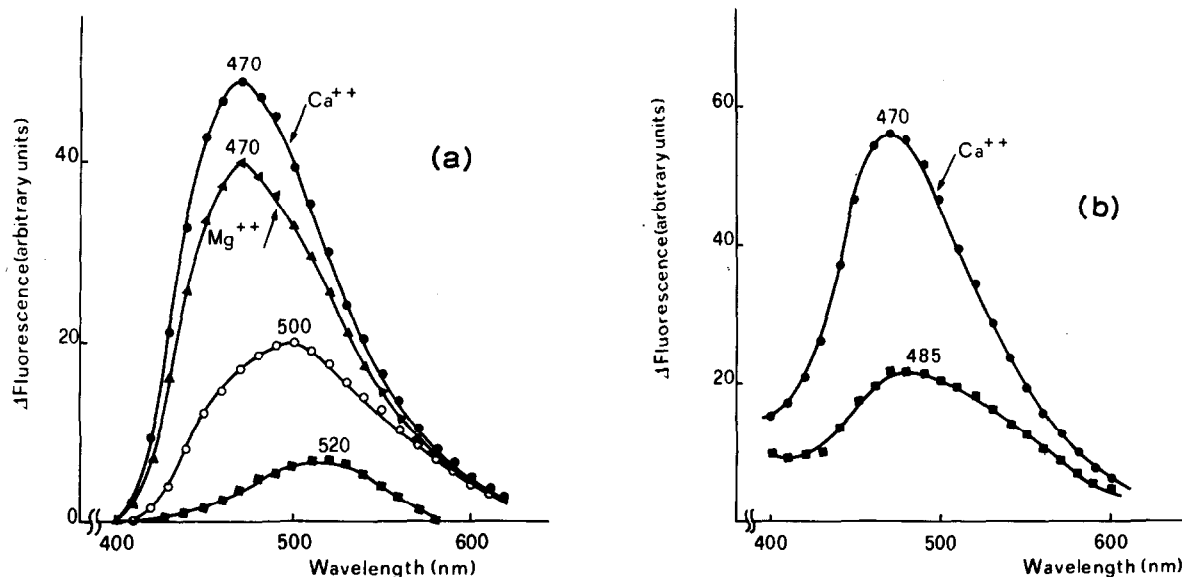 470
Ca++
470
(a)
40
Mg++
500
20
520
0
400
500
600
Wavelength (nm)
ΔFluorescence(arbitrary units)
60
470
Ca++
(b)
40
485
20
400
500
600
Wavelength (nm)
ΔFluorescence(arbitrary units)